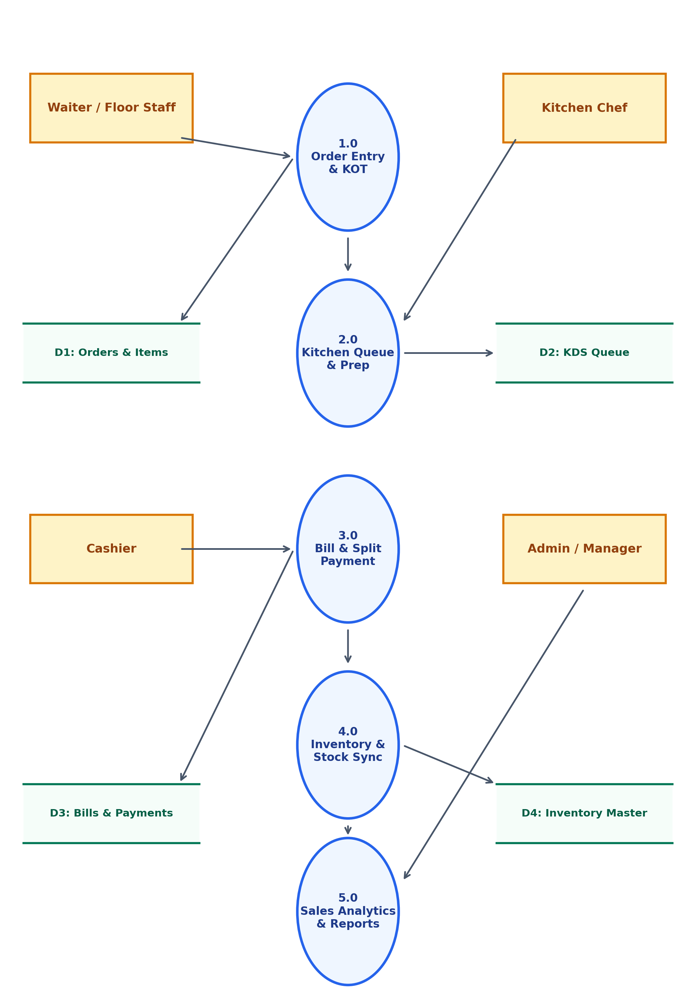 Waiter / Floor Staff
Kitchen Chef
1.0
Order Entry
& KOT
D1: Orders & Items
2.0
Kitchen Queue
& Prep
D2: KDS Queue
Cashier
3.0
Bill & Split
Payment
Admin / Manager
4.0
Inventory &
Stock Sync
D3: Bills & Payments
D4: Inventory Master
5.0
Sales Analytics
& Reports